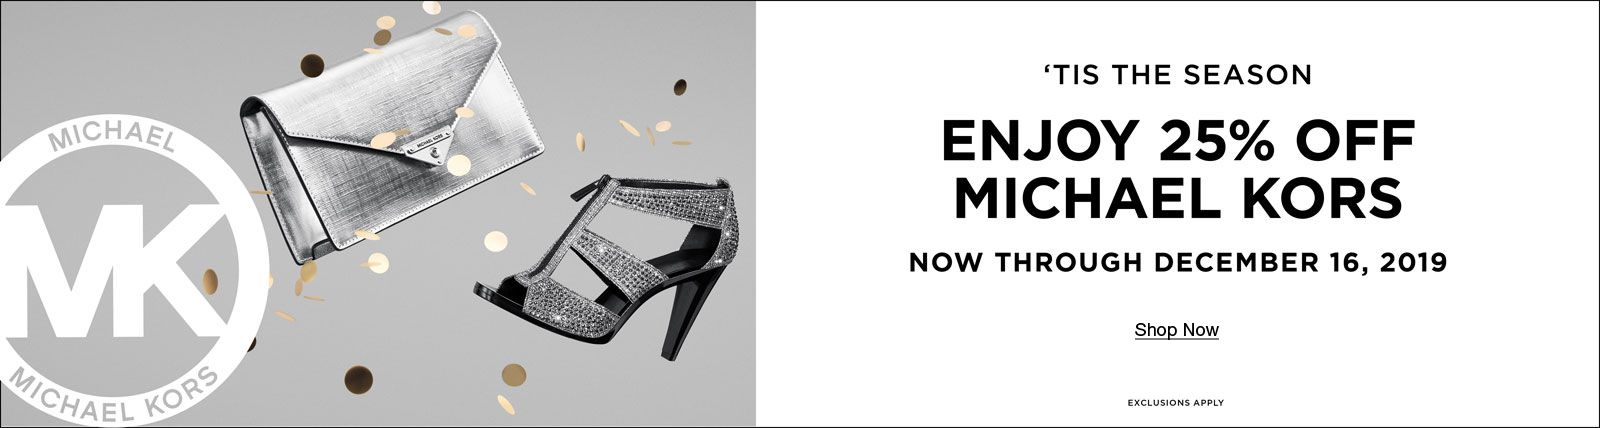 MICHAEL
MK
MICHAEL KORS
MICHAEL KORS
‘TIS THE SEASON
ENJOY 25% OFF
MICHAEL KORS
NOW THROUGH DECEMBER 16, 2019
Shop Now
EXCLUSIONS APPLY